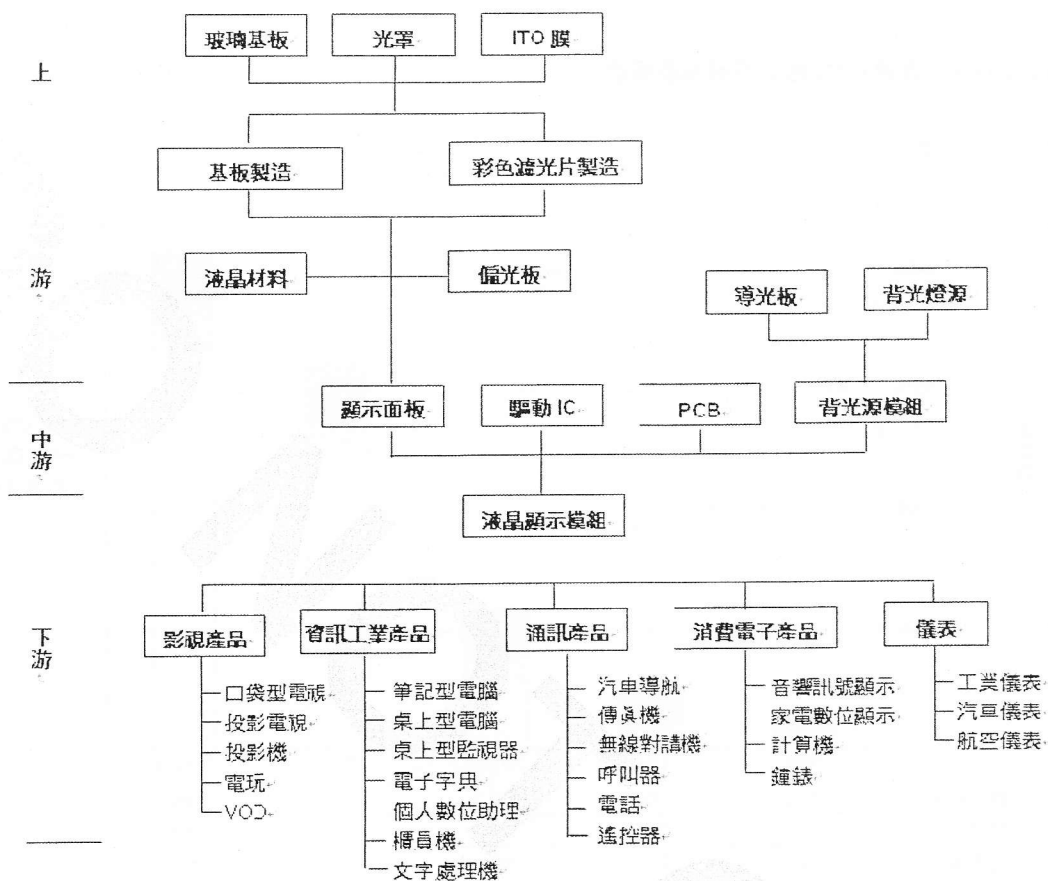 玻璃基板
光罩
ITO 膜
上
基板製造
彩色濾光片製造
游
液晶材料
偏光板
導光板
背光燈源
中
游
顯示面板
驅動 IC
PCB
背光源模組
液晶顯示模組
下
游
影視產品
資訊工業產品
通訊產品
消費電子產品
儀表
口袋型電視
投影電視
投影機
電玩
VOD
筆記型電腦
桌上型電腦
桌上型監視器
電子字典
個人數位助理
櫃員機
文字處理機
汽車導航
傳真機
無線對講機
呼叫器
電話
遙控器
音響訊號顯示
家電數位顯示
計算機
鐘錶
工業儀表
汽車儀表
航空儀表